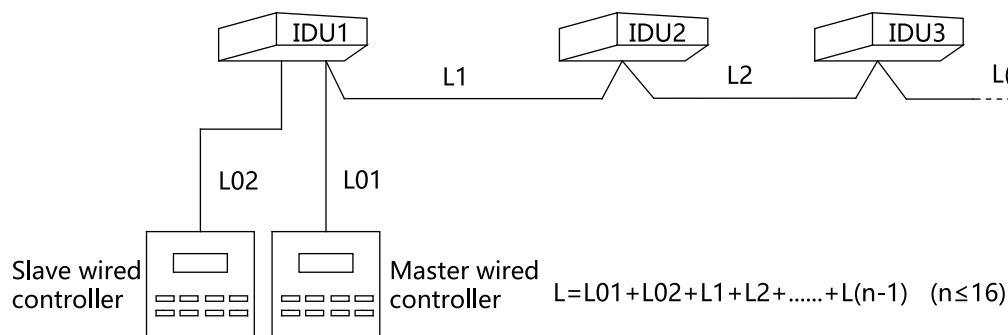 IDU1
IDU2
IDU3
L1
L2
L02
L01
Slave wired
controller
Master wired
controller
L=L01+L02+L1+L2+......+L(n-1) (n≤16)